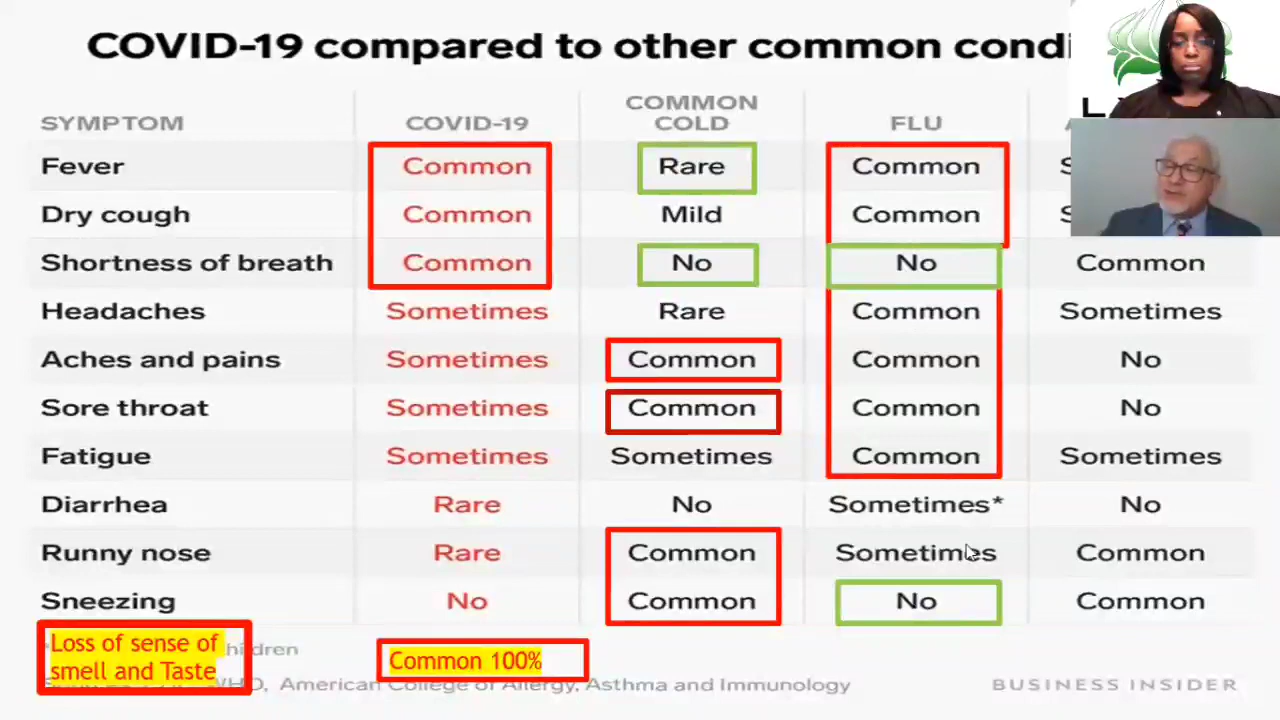 COVID-19 compared to other common condi
SYMPTOM COVID-19 COMMON COLD FLU
Fever Common Rare Common S
Dry cough Common Mild Common S
Shortness of breath Common No No Common
Headaches Sometimes Rare Common Sometimes
Aches and pains Sometimes Common Common No
Sore throat Sometimes Common Common No
Fatigue Sometimes Sometimes Common Sometimes
Diarrhea Rare No Sometimes* No
Runny nose Rare Common Sometimes Common
Sneezing No Common No Common
Loss of sense of
smell and Taste
Common 100%
WHO, American College of Allergy, Asthma and Immunology
BUSINESS INSIDER